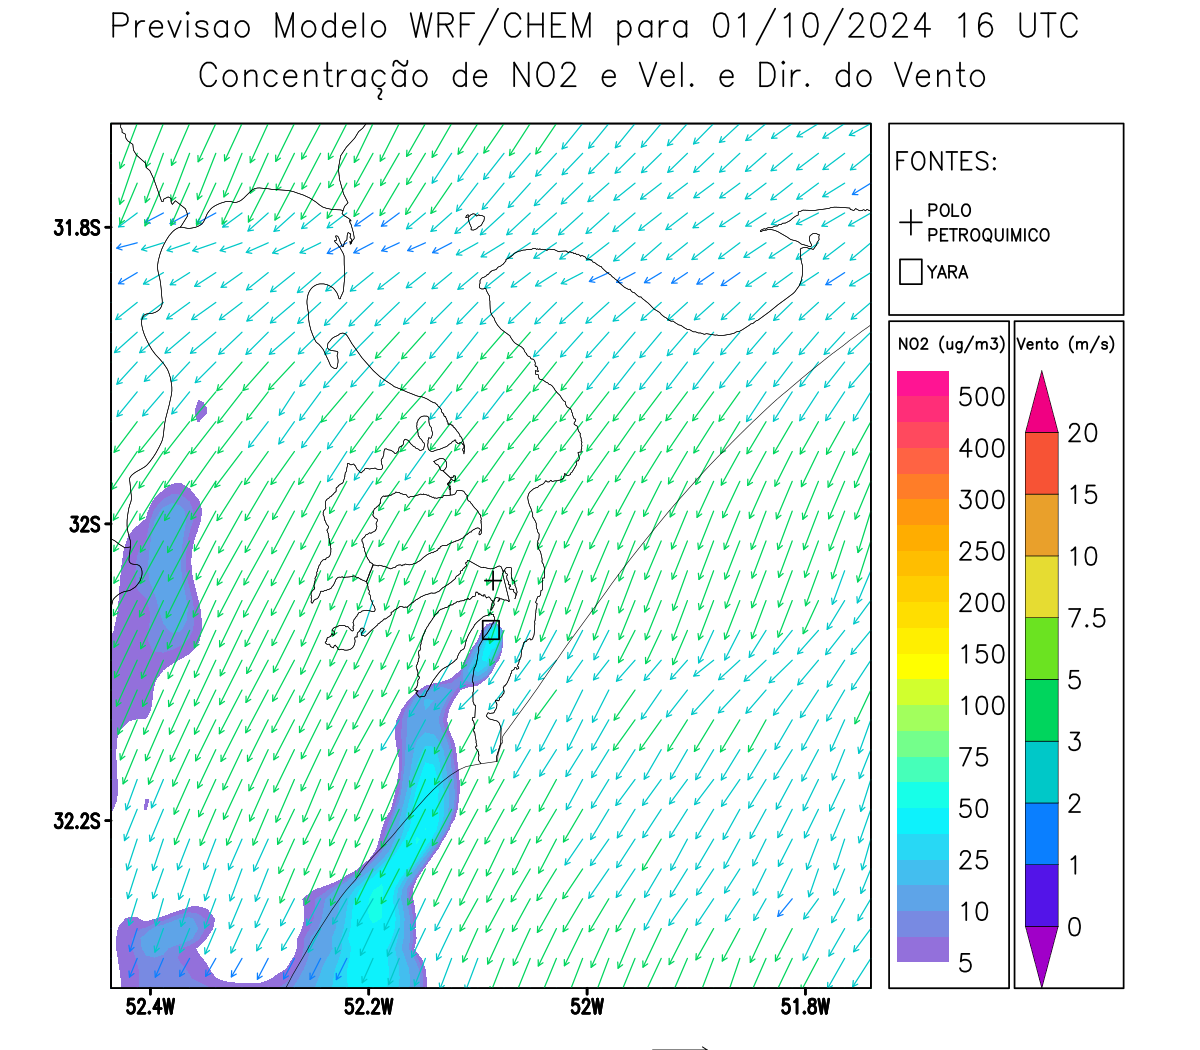 Previsao Modelo WRF/CHEM para 01/10/2024 16 UTC
Concentração de NO2 e Vel. e Dir. do Vento
FONTES:
POLO
PETROQUIMICO
YARA
NO2 (ug/m3)
500
400
300
250
200
150
100
75
50
25
10
5
Vento (m/s)
20
15
10
7.5
5
3
2
1
0
31.8S
32S
32.2S
52.4W
52.2W
52W
51.8W